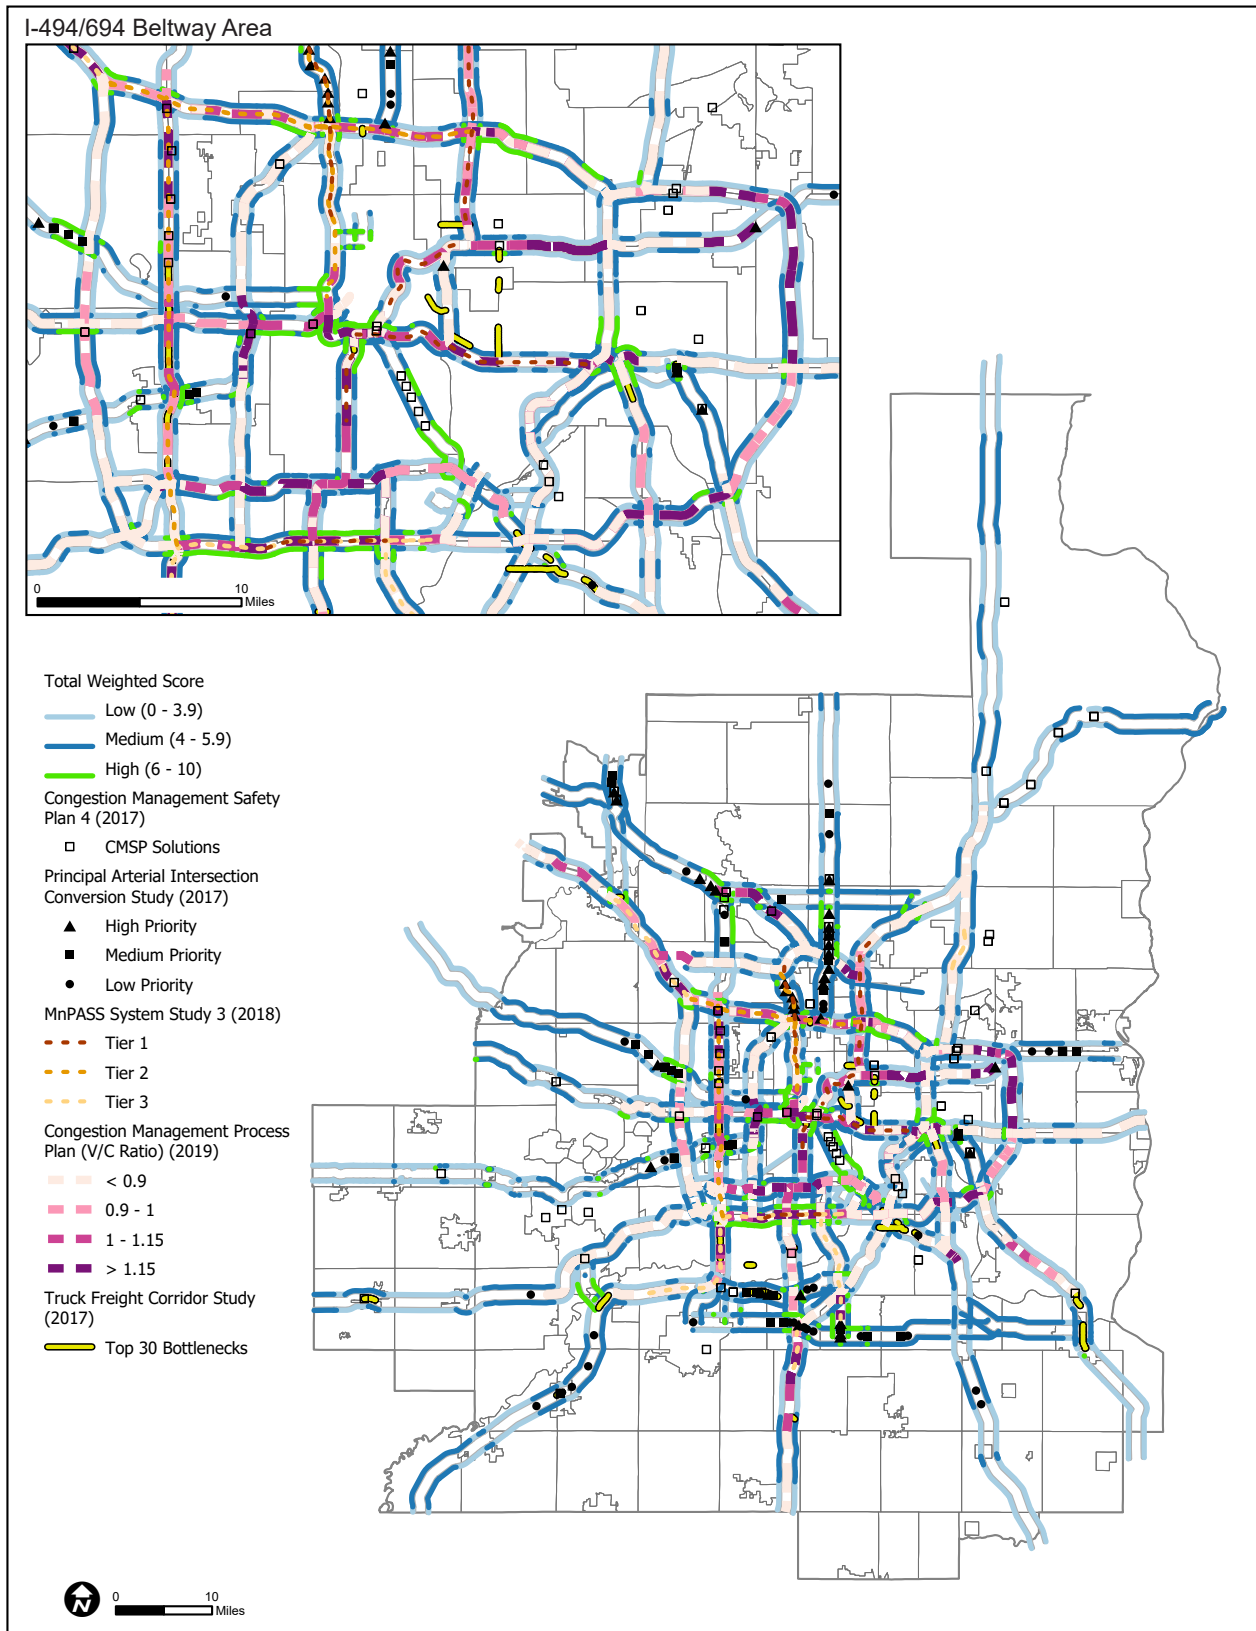 I-494/694 Beltway Area
0 10
Miles
Total Weighted Score
Low (0 - 3.9)
Medium (4 - 5.9)
High (6 - 10)
Congestion Management Safety
Plan 4 (2017)
CMSP Solutions
Principal Arterial Intersection
Conversion Study (2017)
High Priority
Medium Priority
Low Priority
MnPASS System Study 3 (2018)
Tier 1
Tier 2
Tier 3
Congestion Management Process
Plan (V/C Ratio) (2019)
< 0.9
0.9 - 1
1 - 1.15
> 1.15
Truck Freight Corridor Study
(2017)
Top 30 Bottlenecks
N
0 10
Miles